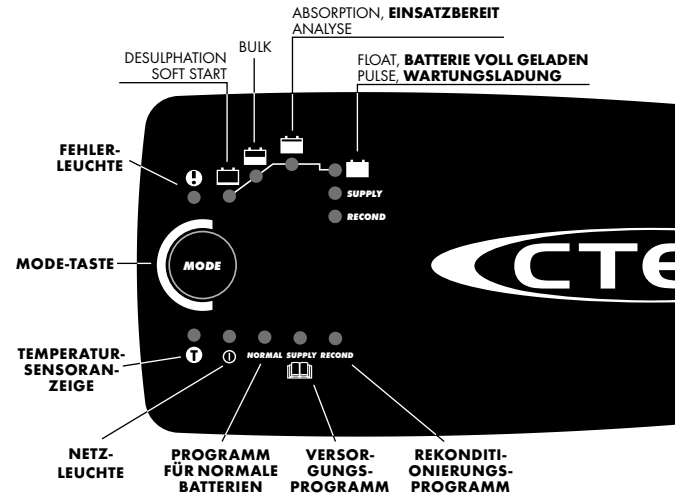 ABSORPTION, EINSATZBEREIT
ANALYSE
BULK
DESULPHATION
SOFT START
FLOAT, BATTERIE VOLL GELADEN
PULSE, WARTUNGSLADUNG
FEHLER-
LEUCHTE
SUPPLY
RECOND
MODE-TASTE
MODE
CTE
TEMPERATUR-
SENSORAN-
ZEIGE
T
NORMAL SUPPLY RECOND
NETZ-
LEUCHTE
PROGRAMM
FÜR NORMALE
BATTERIEN
VERSOR-
GUNGS-
PROGRAMM
REKONDITI-
ONIERUNGS-
PROGRAMM